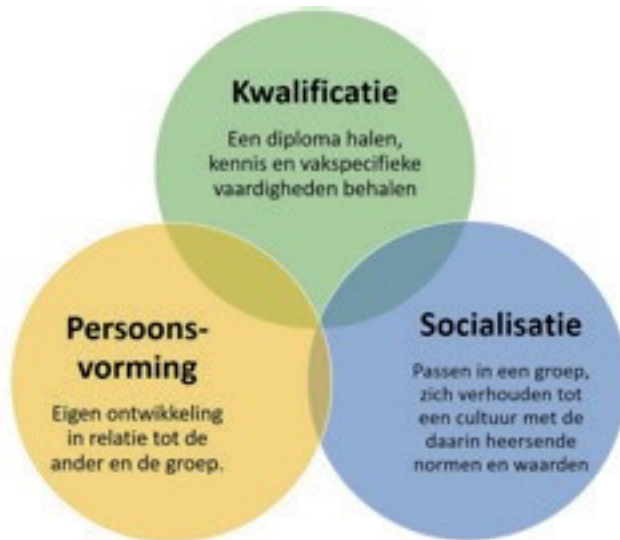 Kwalificatie
Een diploma halen,
kennis en vakspecifieke
vaardigheden behalen
Persoons-
vorming
Eigen ontwikkeling
in relatie tot de
ander en de groep.
Socialisatie
Passen in een groep,
zich verhouden tot
een cultuur met de
daarin heersende
normen en waarden